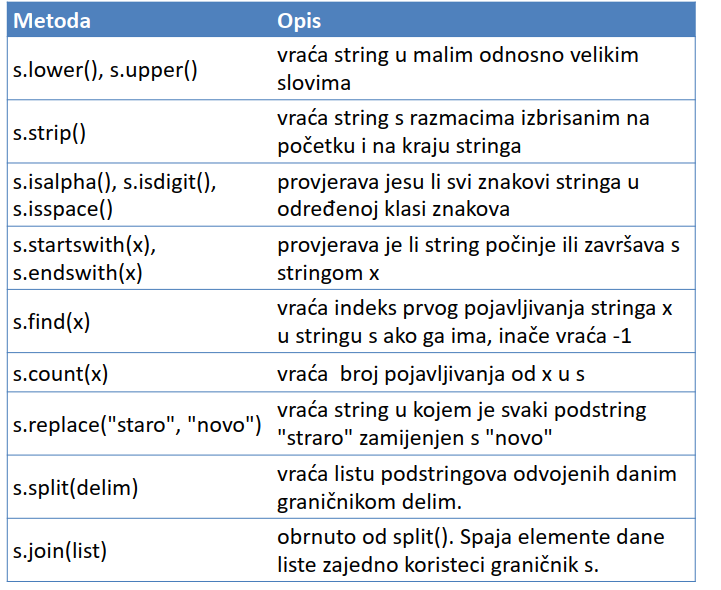 Metoda Opis
s.lower(), s.upper() vraća string u malim odnosno velikim
slovima
s.strip() vraća string s razmacima izbrisanim na
početku i na kraju stringa
s.isalpha(), s.isdigit(), provjerava jesu li svi znakovi stringa u
s.isspace() određenoj klasi znakova
s.startswith(x), provjerava je li string počinje ili završava s
s.endswith(x) stringom x
s.find(x) vraća indeks prvog pojavljivanja stringa x
u stringu s ako ga ima, inače vraća -1
s.count(x) vraća broj pojavljivanja od x u s
s.replace("staro", "novo") vraća string u kojem je svaki podstring
"straro" zamijenjen s "novo"
s.split(delim) vraća listu podstringova odvojenih danim
graničnikom delim.
s.join(list) obrnuto od split(). Spaja elemente dane
liste zajedno koristeci graničnik s.